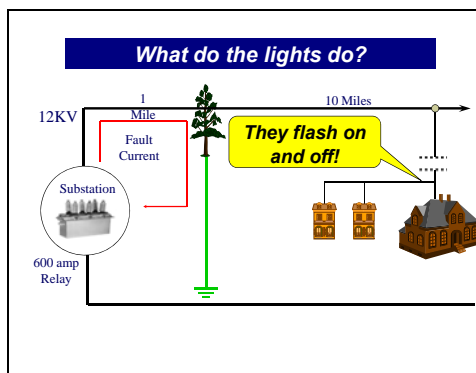 What do the lights do?
1
Mile
10 Miles
12KV
Fault
Current
They flash on
and off!
Substation
600 amp
Relay